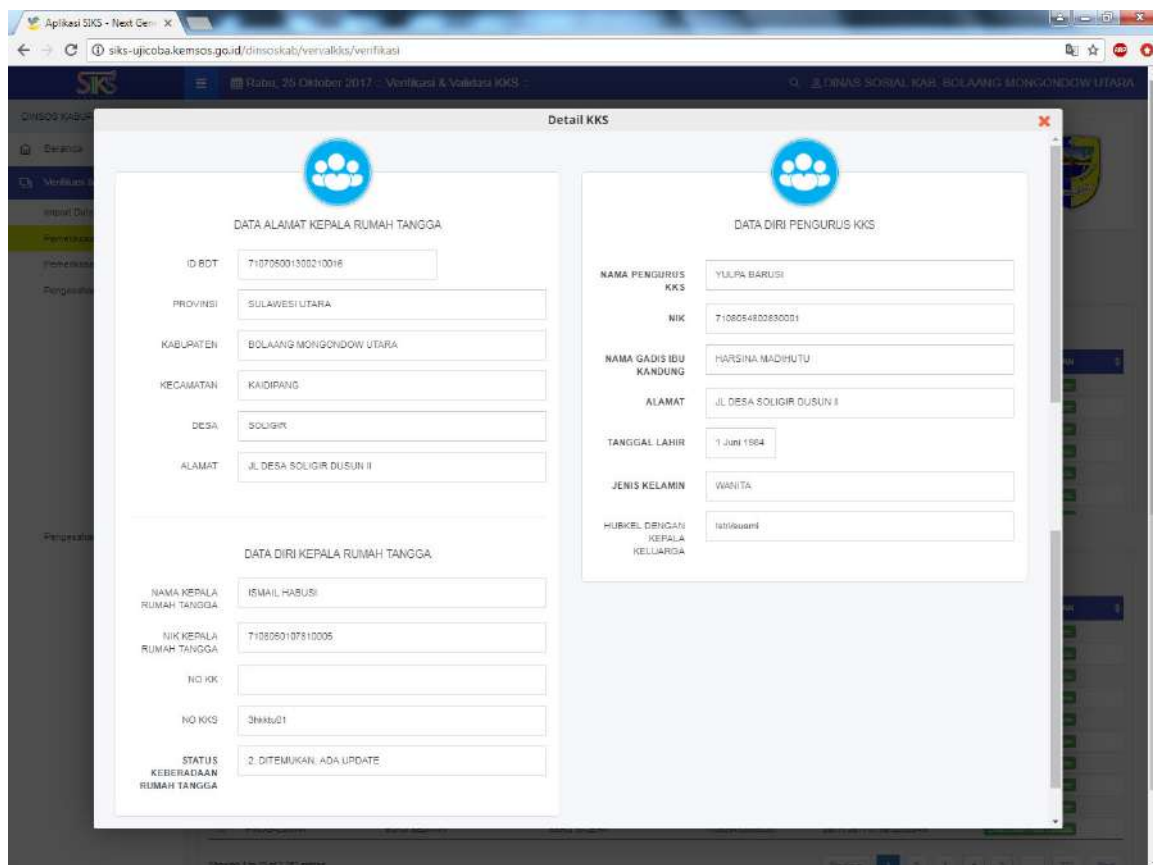 Aplikasi SIKS - Next Gen
siks-ujicoba.kemsos.go.id/dinsoskab/vervalkks/verifikasi
SIKS
Rabu, 25 Oktober 2017 :: Verifikasi & Validasi KKS ::
DINAS SOSIAL KAB. BOLAANG MONGONDOW UTARA
Beranda
Detail KKS
DATA ALAMAT KEPALA RUMAH TANGGA
ID BDT
710705001300210016
PROVINSI
SULAWESI UTARA
KABUPATEN
BOLAANG MONGONDOW UTARA
KECAMATAN
KAIDIPANG
DESA
SOLIGIR
ALAMAT
JL DESA SOLIGIR DUSUN II
DATA DIRI KEPALA RUMAH TANGGA
NAMA KEPALA
RUMAH TANGGA
ISMAIL HABUSI
NIK KEPALA
RUMAH TANGGA
7108050107810005
NO KK
NO KKS
STATUS
KEBERADAAN
RUMAH TANGGA
2. DITEMUKAN, ADA UPDATE
DATA DIRI PENGURUS KKS
NAMA PENGURUS
KKS
YULPA BARUSI
NIK
7108054802830001
NAMA GADIS IBU
KANDUNG
HARSINA MADIHUTU
ALAMAT
JL DESA SOLIGIR DUSUN II
TANGGAL LAHIR
1 Juni 1984
JENIS KELAMIN
WANITA
HUBKEL DENGAN
KEPALA
KELUARGA
Istri/suami